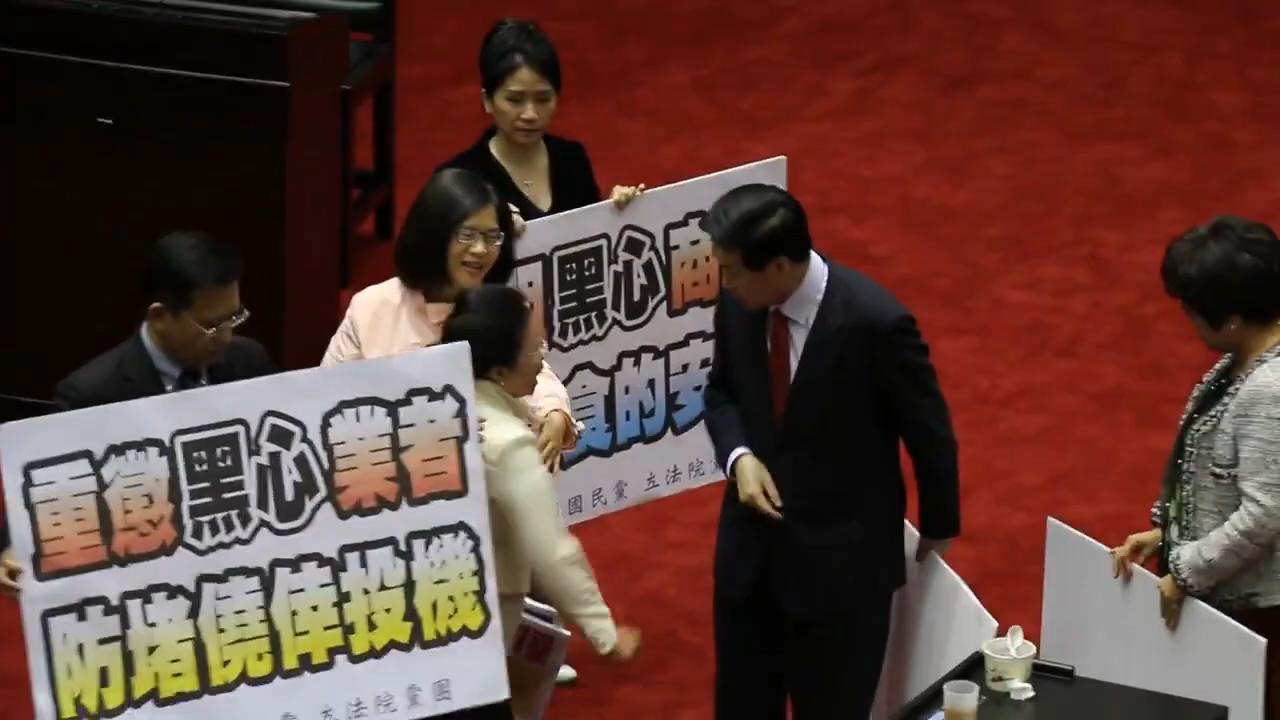 重懲黑心業者
防堵僥倖投機
黨 立法院黨團
黑心商
食的安
國民黨 立法院